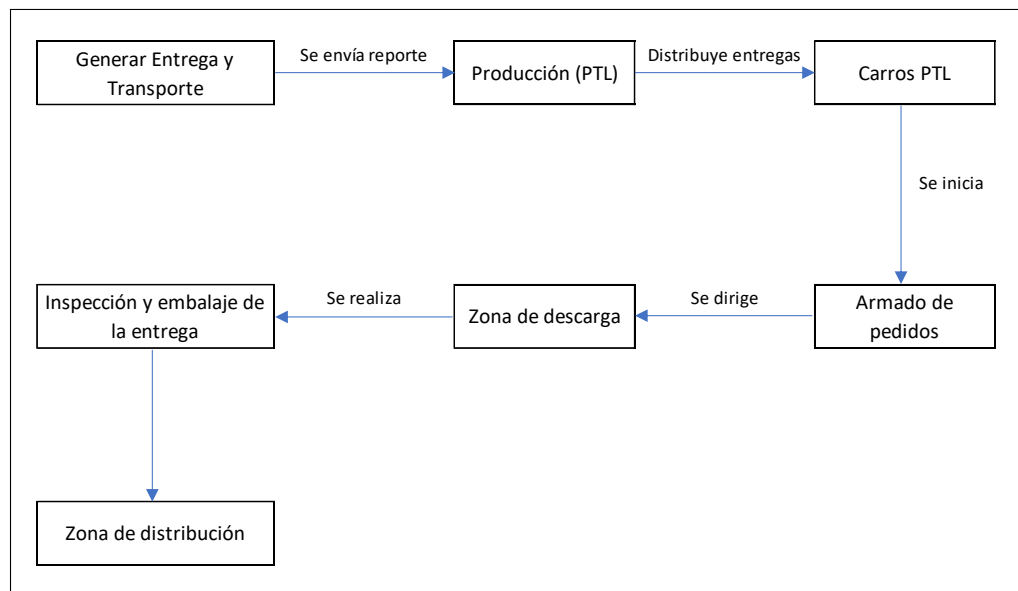 Generar Entrega y
Transporte
Se envía reporte
Producción (PTL)
Distribuye entregas
Carros PTL
Se inicia
Armado de
pedidos
Se dirige
Zona de descarga
Se realiza
Inspección y embalaje de
la entrega
Zona de distribución